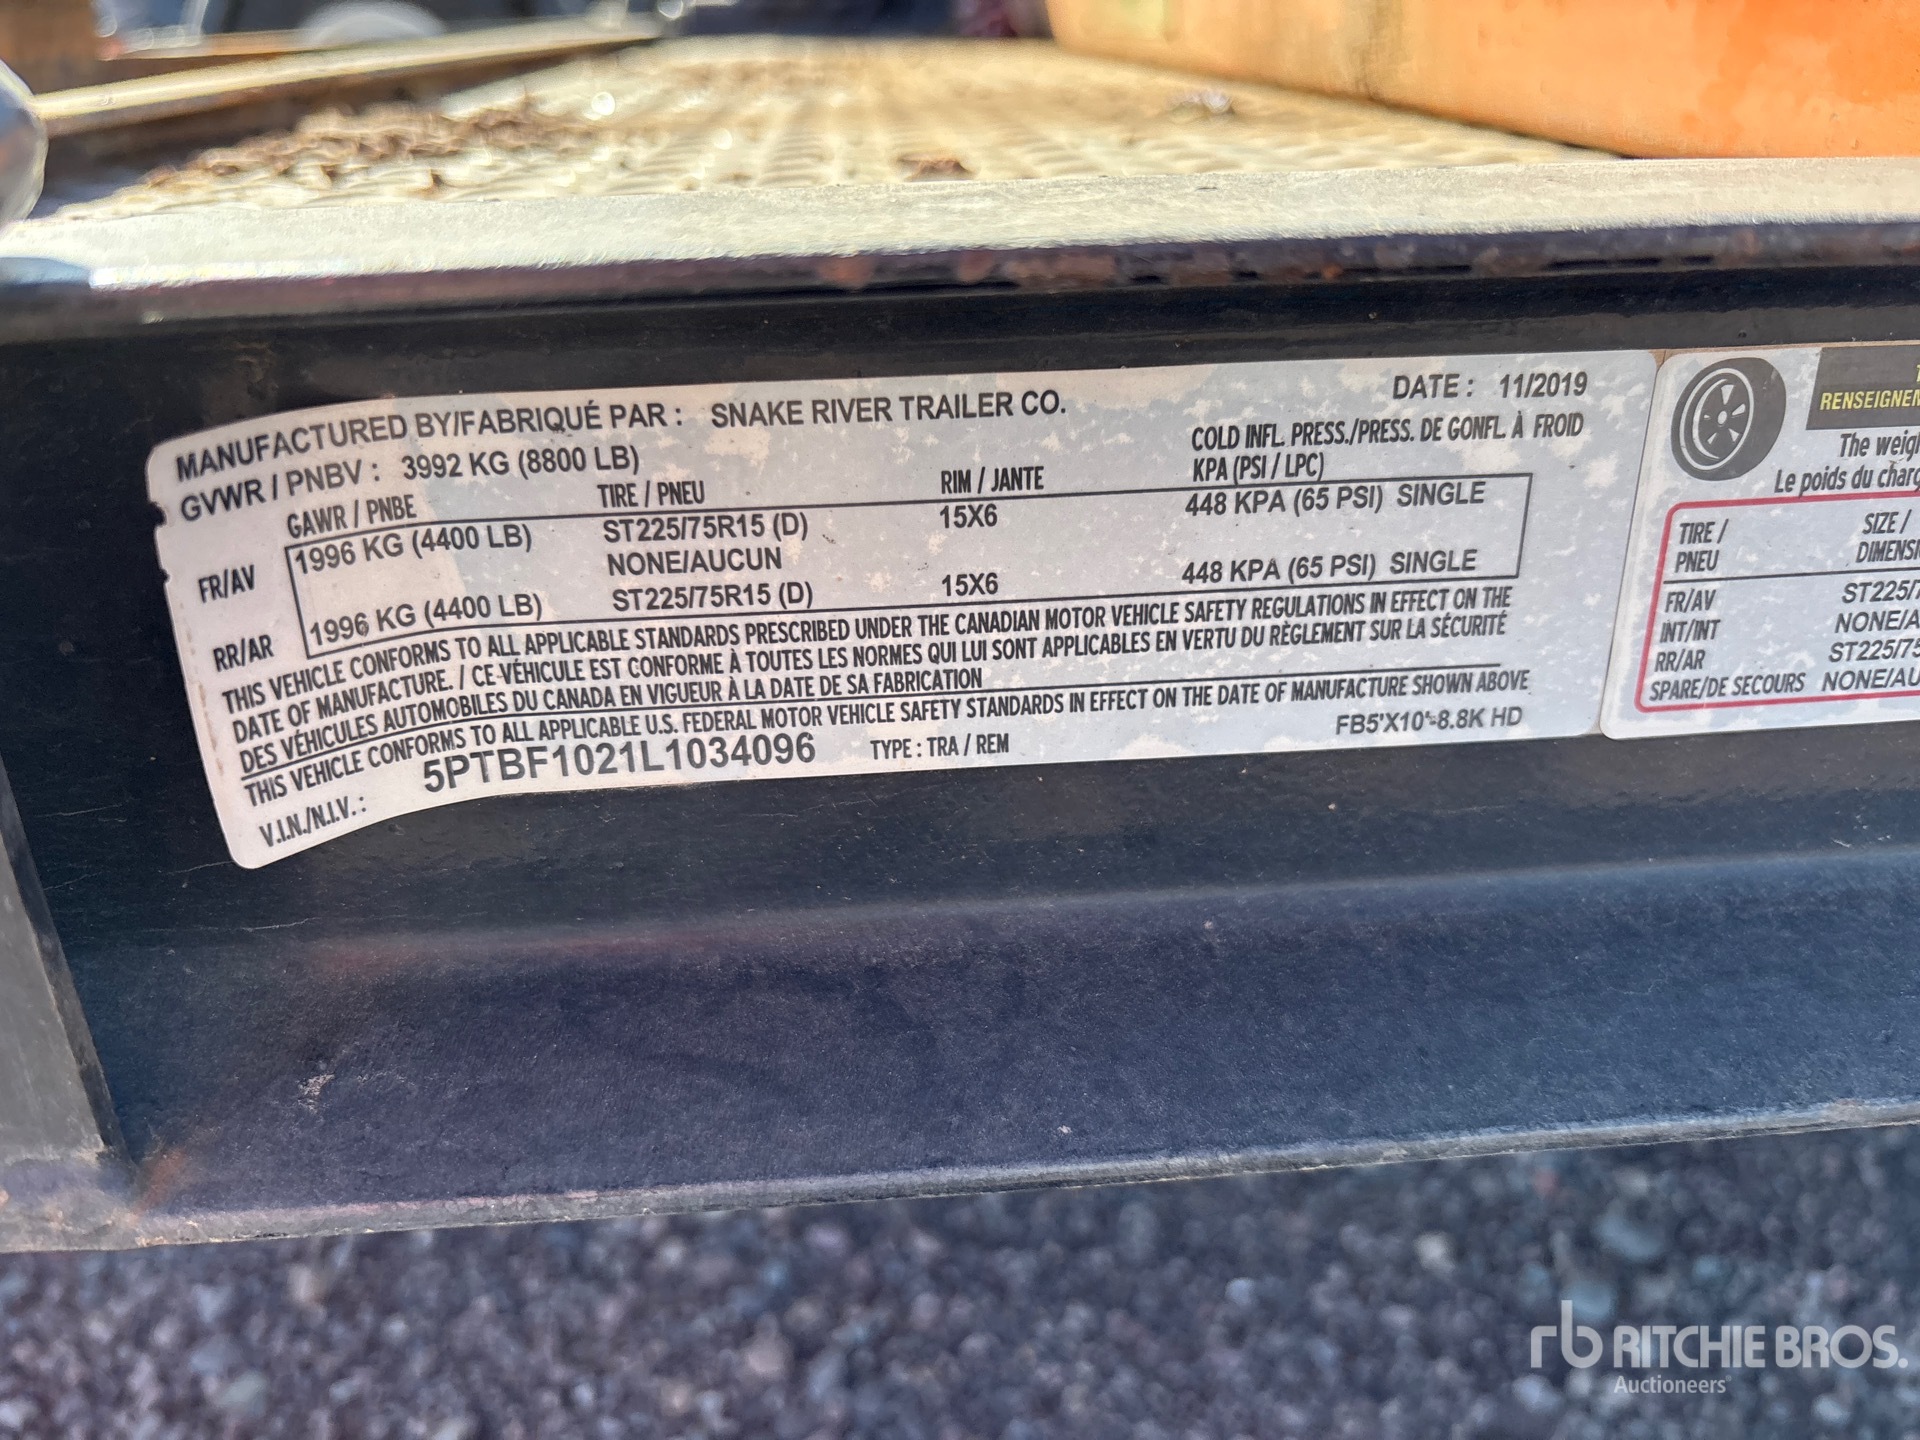 MANUFACTURED BY/FABRIQUÉ PAR : SNAKE RIVER TRAILER CO. DATE : 11/2019
GVWR / PNBV : 3992 KG (8800 LB)
COLD INFL. PRESS./PRESS. DE GONFL. À FROID
GAWR / PNBE TIRE / PNEU RIM / JANTE KPA (PSI / LPC)
FR/AV 1996 KG (4400 LB) ST225/75R15 (D) 15X6 448 KPA (65 PSI) SINGLE
NONE/AUCUN
RR/AR 1996 KG (4400 LB) ST225/75R15 (D) 15X6 448 KPA (65 PSI) SINGLE
THIS VEHICLE CONFORMS TO ALL APPLICABLE STANDARDS PRESCRIBED UNDER THE CANADIAN MOTOR VEHICLE SAFETY REGULATIONS IN EFFECT ON THE
DATE OF MANUFACTURE. / CE VÉHICULE EST CONFORME À TOUTES LES NORMES QUI LUI SONT APPLICABLES EN VERTU DU RÈGLEMENT SUR LA SÉCURITÉ
DES VÉHICULES AUTOMOBILES DU CANADA EN VIGUEUR À LA DATE DE SA FABRICATION
THIS VEHICLE CONFORMS TO ALL APPLICABLE U.S. FEDERAL MOTOR VEHICLE SAFETY STANDARDS IN EFFECT ON THE DATE OF MANUFACTURE SHOWN ABOVE
V.I.N./N.I.V. : 5PTBF1021L1034096 TYPE : TRA / REM FB5'X10'-8.8K HD
The
Le poids du
TIRE / SIZE /
PNEU
FR/AV
INT/INT
RR/AR
SPARE/DE SECOURS
rb RITCHIE BROS.
Auctioneers